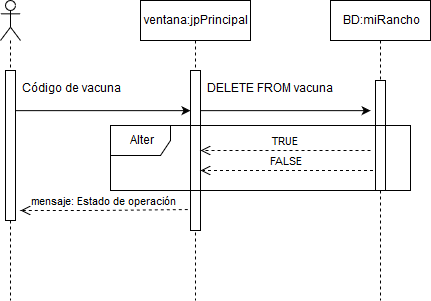 ventana:jpPrincipal
BD:miRancho
Código de vacuna
DELETE FROM vacuna
Alter
TRUE
FALSE
mensaje: Estado de operación